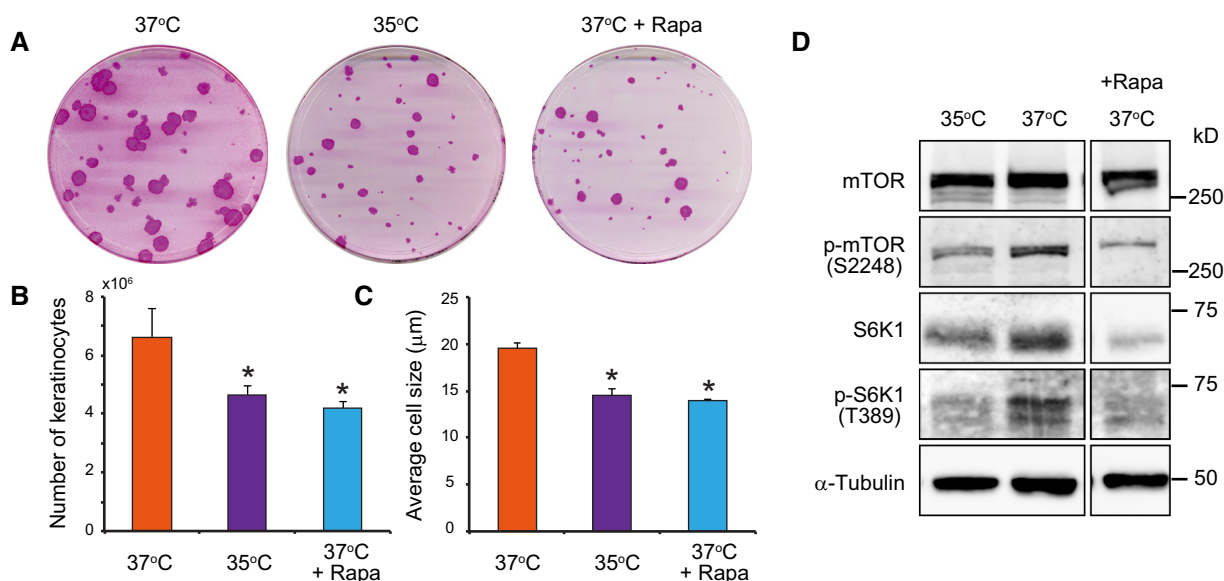 A
37°C
35°C
37°C + Rapa
B
Number of keratinocytes
x10⁶
8
6
4
2
0
37°C
35°C
37°C
+ Rapa
*
*
C
Average cell size (μm)
25
20
15
10
5
0
37°C
35°C
37°C
+ Rapa
*
*
D
+Rapa
35°C 37°C 37°C kD
mTOR
250
p-mTOR
(S2248)
250
S6K1
75
p-S6K1
(T389)
75
α-Tubulin
50